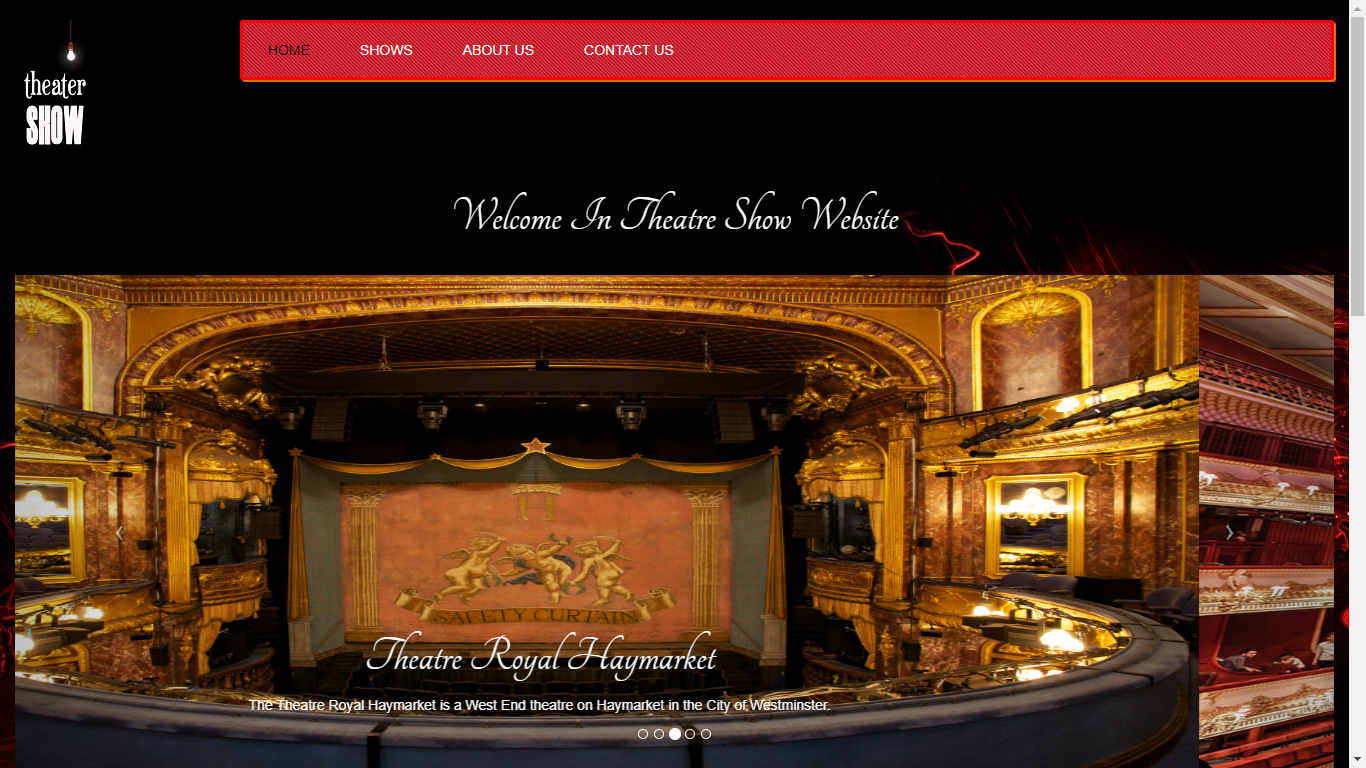 theater
SHOW
HOME SHOWS ABOUT US CONTACT US
Welcome In Theatre Show Website
SAFETY CURTAIN
Theatre Royal Haymarket
The Theatre Royal Haymarket is a West End theatre on Haymarket in the City of Westminster.